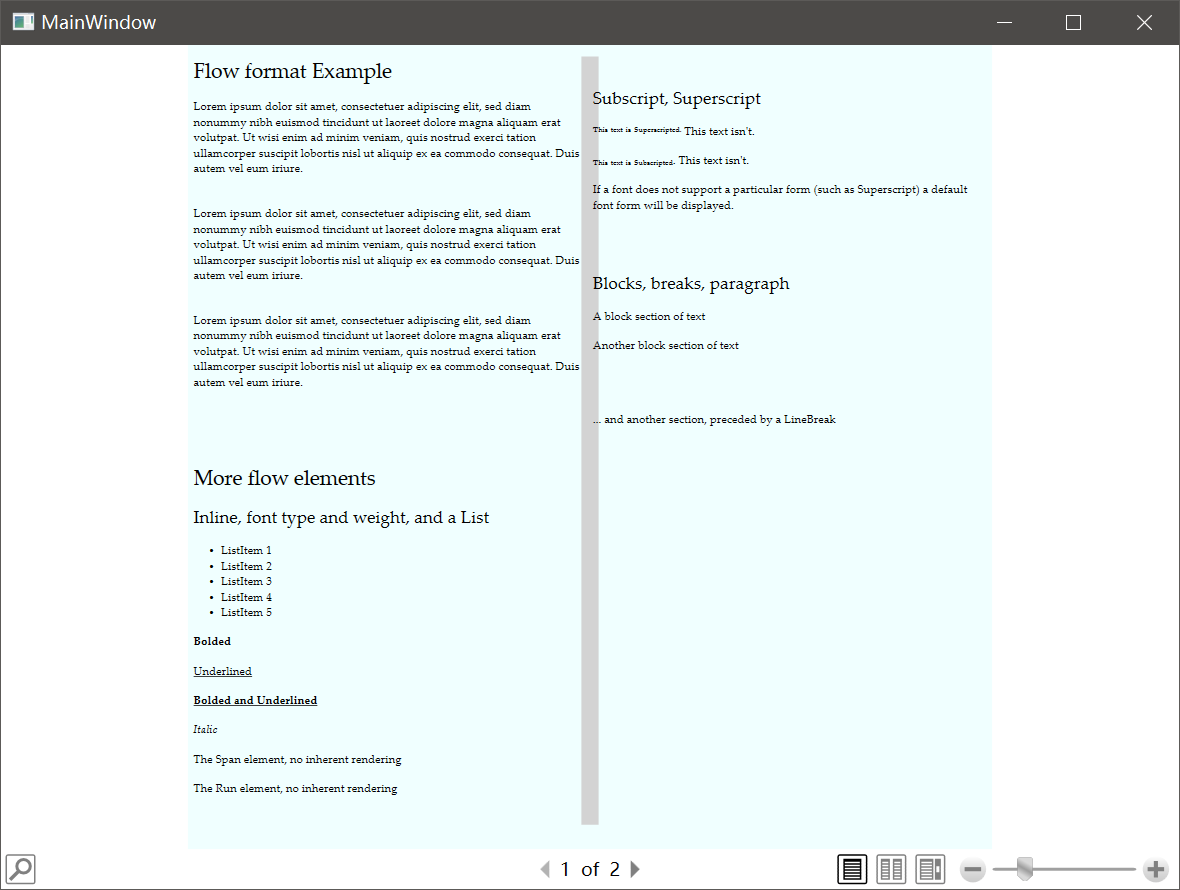 MainWindow
Flow format Example
Lorem ipsum dolor sit amet, consectetuer adipiscing elit, sed diam
nonummy nibh euismod tincidunt ut laoreet dolore magna aliquam erat
volutpat. Ut wisi enim ad minim veniam, quis nostrud exerci tation
ullamcorper suscipit lobortis nisl ut aliquip ex ea commodo consequat. Duis
autem vel eum iriure.
Lorem ipsum dolor sit amet, consectetuer adipiscing elit, sed diam
nonummy nibh euismod tincidunt ut laoreet dolore magna aliquam erat
volutpat. Ut wisi enim ad minim veniam, quis nostrud exerci tation
ullamcorper suscipit lobortis nisl ut aliquip ex ea commodo consequat. Duis
autem vel eum iriure.
Lorem ipsum dolor sit amet, consectetuer adipiscing elit, sed diam
nonummy nibh euismod tincidunt ut laoreet dolore magna aliquam erat
volutpat. Ut wisi enim ad minim veniam, quis nostrud exerci tation
ullamcorper suscipit lobortis nisl ut aliquip ex ea commodo consequat. Duis
autem vel eum iriure.
More flow elements
Inline, font type and weight, and a List
• ListItem 1
• ListItem 2
• ListItem 3
• ListItem 4
• ListItem 5
Bolded
Underlined
Bolded and Underlined
Italic
The Span element, no inherent rendering
The Run element, no inherent rendering
Subscript, Superscript
This text is Superscripted. This text isn't.
This text is Subscripted. This text isn't.
If a font does not support a particular form (such as Superscript) a default
font form will be displayed.
Blocks, breaks, paragraph
A block section of text
Another block section of text
... and another section, preceded by a LineBreak
1 of 2